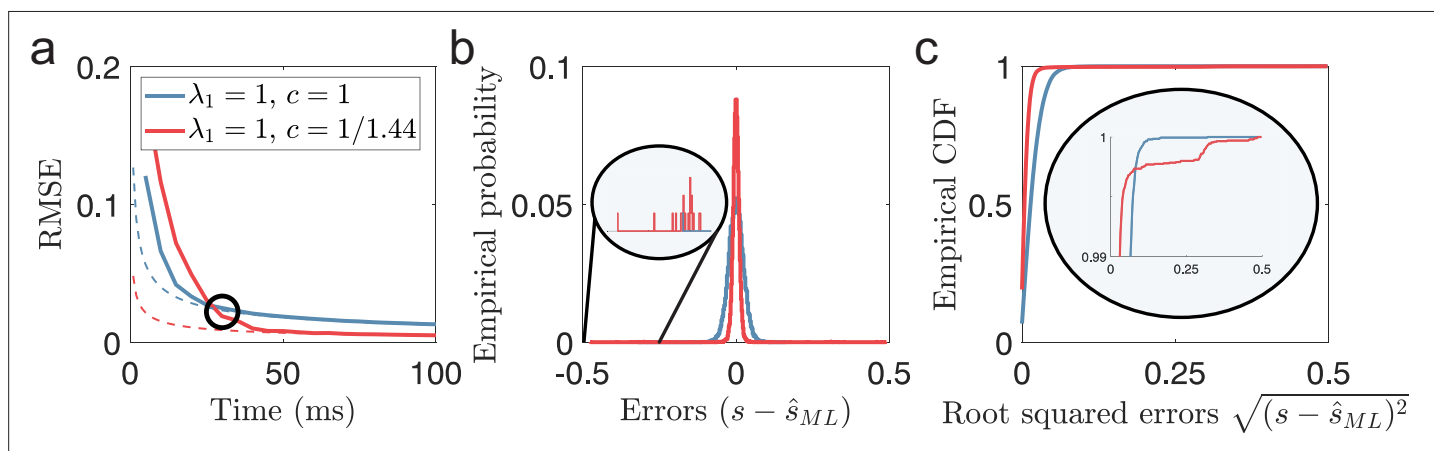 a
0.2
0.1
0
RMSE
λ₁ = 1, c = 1
λ₁ = 1, c = 1/1.44
0
50
100
Time (ms)
b
0.1
0.05
0
Empirical probability
-0.5
0
0.5
Errors (s − ŝ_ML)
c
1
0.5
0
Empirical CDF
1
0.99
0
0.25
0.5
0
0.25
0.5
Root squared errors √(s − ŝ_ML)²